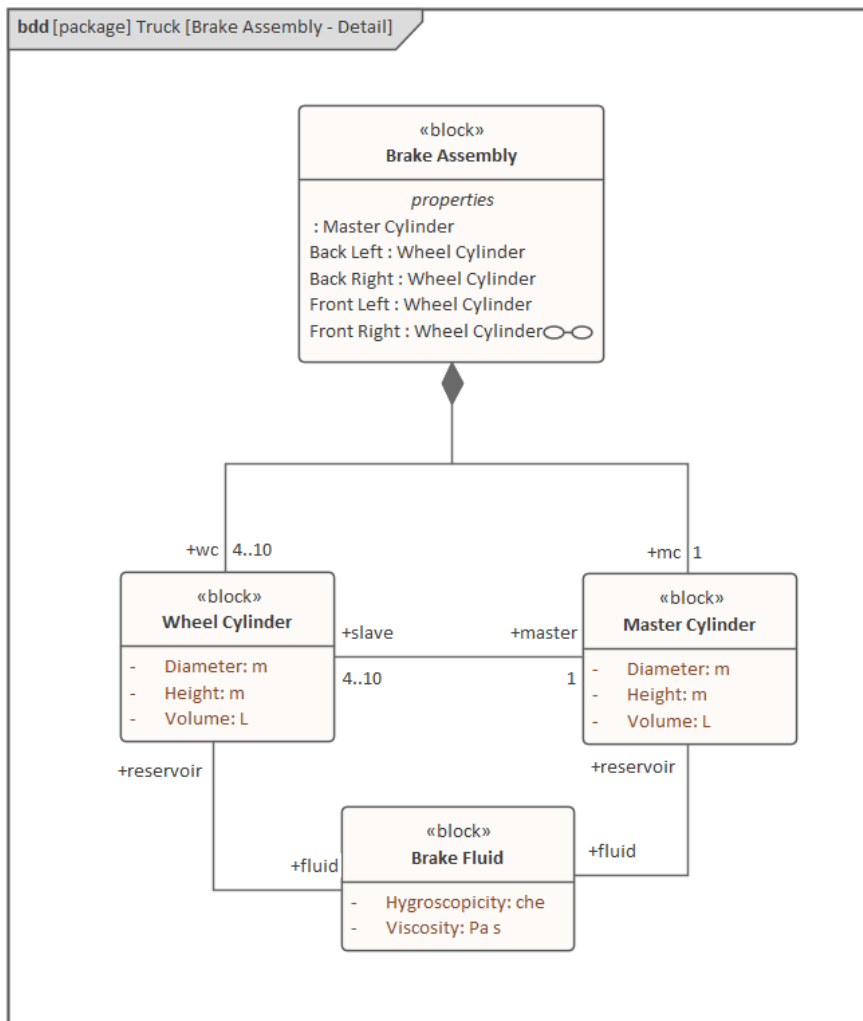 bdd [package] Truck [Brake Assembly - Detail]
«block»
Brake Assembly
properties
: Master Cylinder
Back Left : Wheel Cylinder
Back Right : Wheel Cylinder
Front Left : Wheel Cylinder
Front Right : Wheel Cylinder
+wc 4..10
+mc 1
«block»
Wheel Cylinder
- Diameter: m
- Height: m
- Volume: L
+slave
4..10
+master
1
«block»
Master Cylinder
- Diameter: m
- Height: m
- Volume: L
+reservoir
+reservoir
+fluid
+fluid
«block»
Brake Fluid
- Hygroscopicity: che
- Viscosity: Pa s